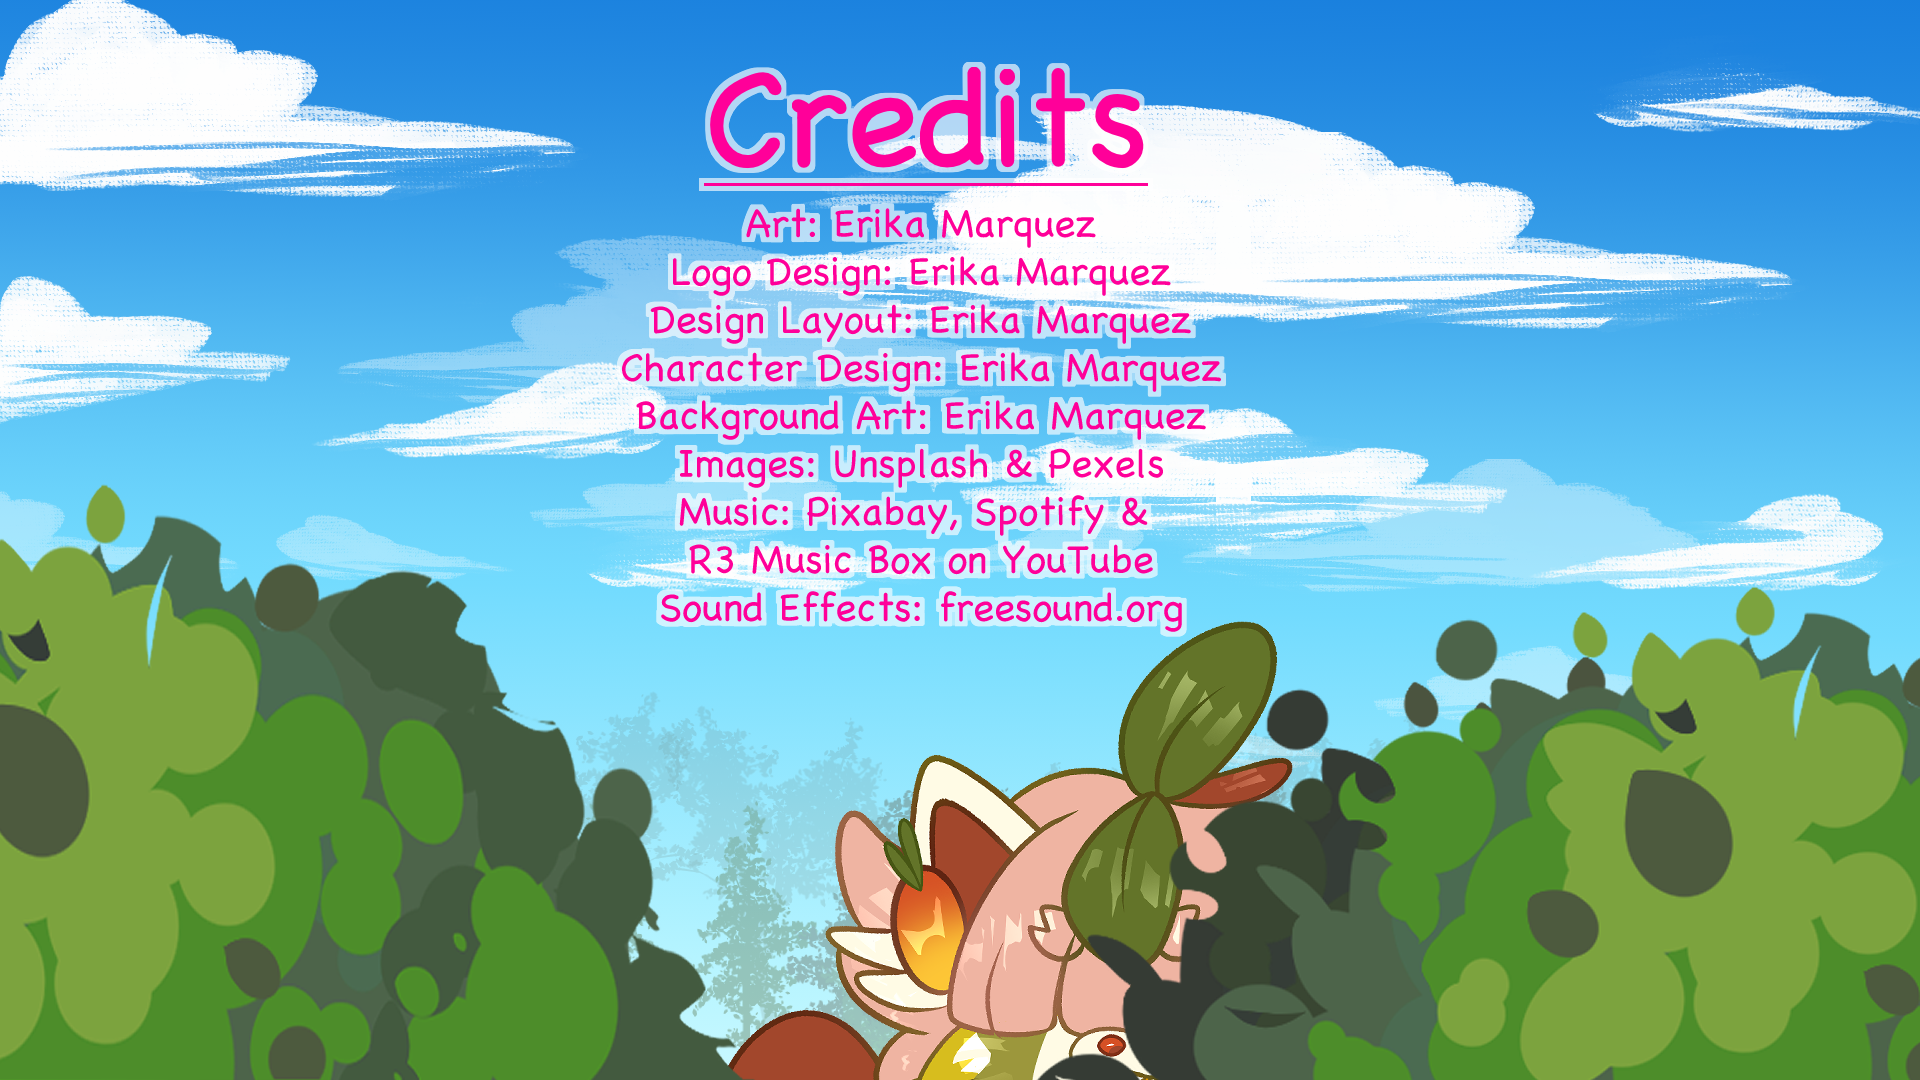 Credits
Art: Erika Marquez
Logo Design: Erika Marquez
Design Layout: Erika Marquez
Character Design: Erika Marquez
Background Art: Erika Marquez
Images: Unsplash & Pexels
Music: Pixabay, Spotify &
R3 Music Box on YouTube
Sound Effects: freesound.org